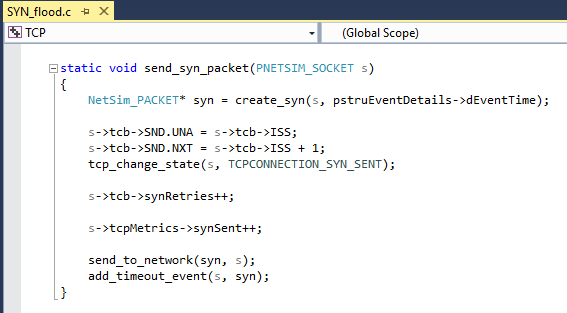 SYN_flood.c
TCP
(Global Scope)
static void send_syn_packet(PNETSIM_SOCKET s)
{
NetSim_PACKET* syn = create_syn(s, pstruEventDetails->dEventTime);
s->tcb->SND.UNA = s->tcb->ISS;
s->tcb->SND.NXT = s->tcb->ISS + 1;
tcp_change_state(s, TCPCONNECTION_SYN_SENT);
s->tcb->synRetries++;
s->tcpMetrics->synSent++;
send_to_network(syn, s);
add_timeout_event(s, syn);
}